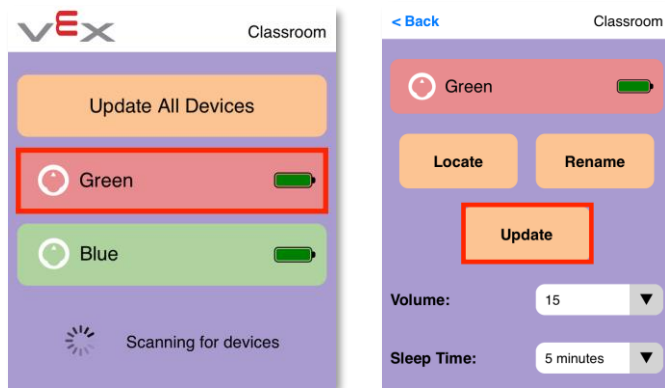 VEX
Classroom
Update All Devices
Green
Blue
Scanning for devices
< Back
Classroom
Green
Locate
Rename
Update
Volume:
15
Sleep Time:
5 minutes